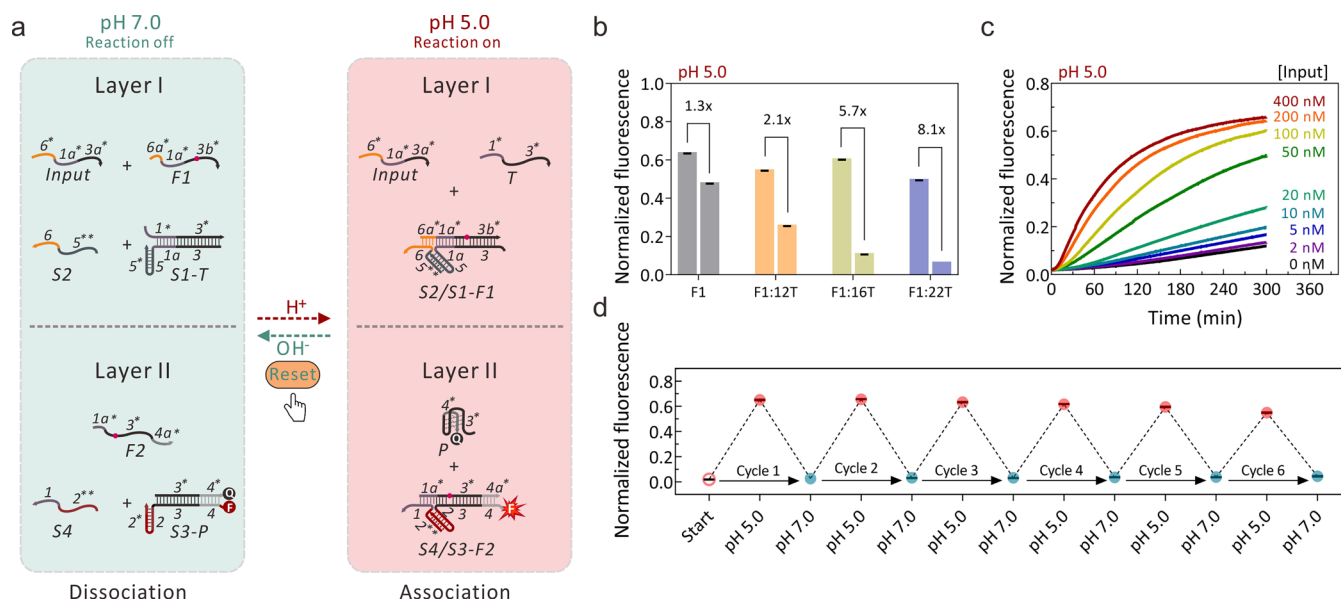 a
pH 7.0
Reaction off
Layer I
6*
1a* 3a*
Input
+
6a*
1a* 3b*
F1
6
5**
S2
+
1* 3*
5* 5 1a 3
S1-T
Layer II
1a* 3* 4a*
F2
1 2**
S4
+
3* 4* Q
F
2* 2 3 4
S3-P
Dissociation
H⁺
OH⁻
Reset
pH 5.0
Reaction on
Layer I
6*
1a* 3a*
Input
1* 3*
T
+
6a* 1a* 3b*
6 5** 5 1a 3
S2/S1-F1
Layer II
4*
3*
Q
P
+
1a* 3* 4a*
1 2** 2 3 4 F
S4/S3-F2
Association
b
Normalized fluorescence
pH 5.0
1.0
0.8
0.6
0.4
0.2
0.0
1.3x
2.1x
5.7x
8.1x
F1 F1:12T F1:16T F1:22T
c
Normalized fluorescence
pH 5.0
[Input]
0.8
0.6
0.4
0.2
0.0
400 nM
200 nM
100 nM
50 nM
20 nM
10 nM
5 nM
2 nM
0 nM
0 60 120 180 240 300 360
Time (min)
d
Normalized fluorescence
0.8
0.6
0.4
0.2
0.0
Cycle 1 Cycle 2 Cycle 3 Cycle 4 Cycle 5 Cycle 6
Start pH 5.0 pH 7.0 pH 5.0 pH 7.0 pH 5.0 pH 7.0 pH 5.0 pH 7.0 pH 5.0 pH 7.0 pH 5.0 pH 7.0